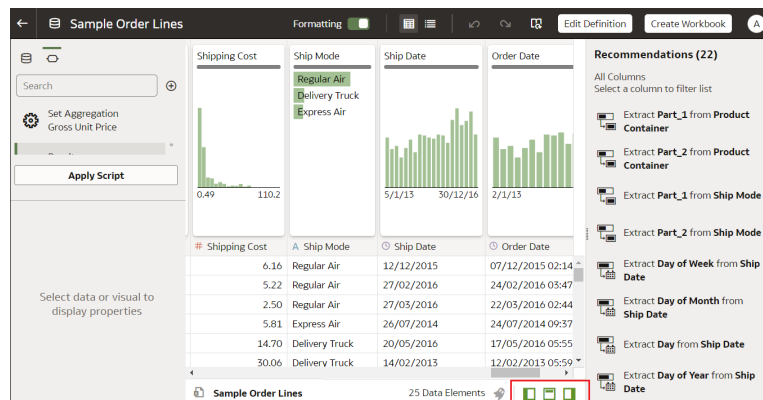 Sample Order Lines
Formatting
Edit Definition
Create Workbook
A
Search
Set Aggregation
Gross Unit Price
Apply Script
Select data or visual to
display properties
Shipping Cost
0.49 110.2
Ship Mode
Regular Air
Delivery Truck
Express Air
Ship Date
5/1/13 30/12/16
Order Date
2/1/13
# Shipping Cost A Ship Mode Ship Date Order Date
6.16 Regular Air 12/12/2015 07/12/2015 02:14
5.22 Regular Air 27/02/2016 24/02/2016 03:47
2.50 Regular Air 27/03/2016 22/03/2016 02:44
5.81 Express Air 26/07/2014 24/07/2014 09:37
14.70 Delivery Truck 20/05/2016 17/05/2016 05:55
30.06 Delivery Truck 14/02/2013 12/02/2013 05:59
Sample Order Lines 25 Data Elements
Recommendations (22)
All Columns
Select a column to filter list
Extract Part_1 from Product
Container
Extract Part_2 from Product
Container
Extract Part_1 from Ship Mode
Extract Part_2 from Ship Mode
Extract Day of Week from Ship
Date
Extract Day of Month from
Ship Date
Extract Day from Ship Date
Extract Day of Year from Ship
Date